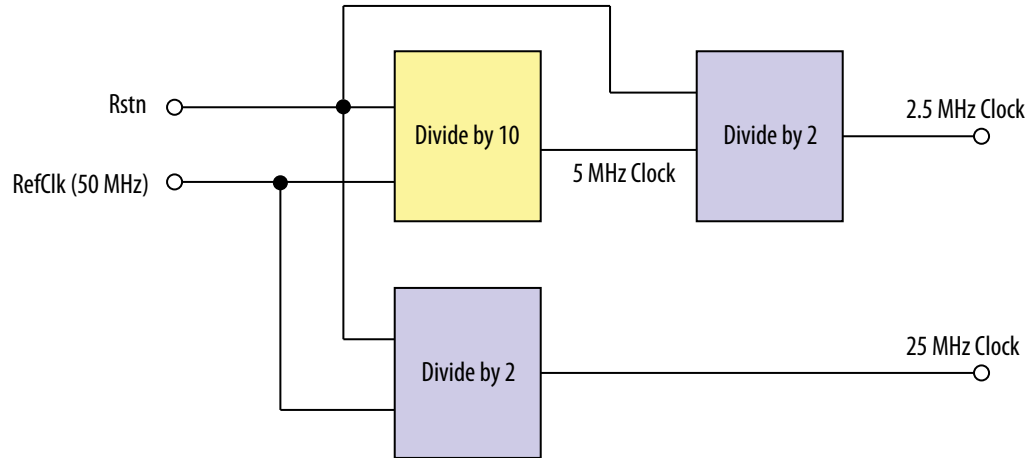 Rstn
RefClk (50 MHz)
Divide by 10
5 MHz Clock
Divide by 2
2.5 MHz Clock
Divide by 2
25 MHz Clock